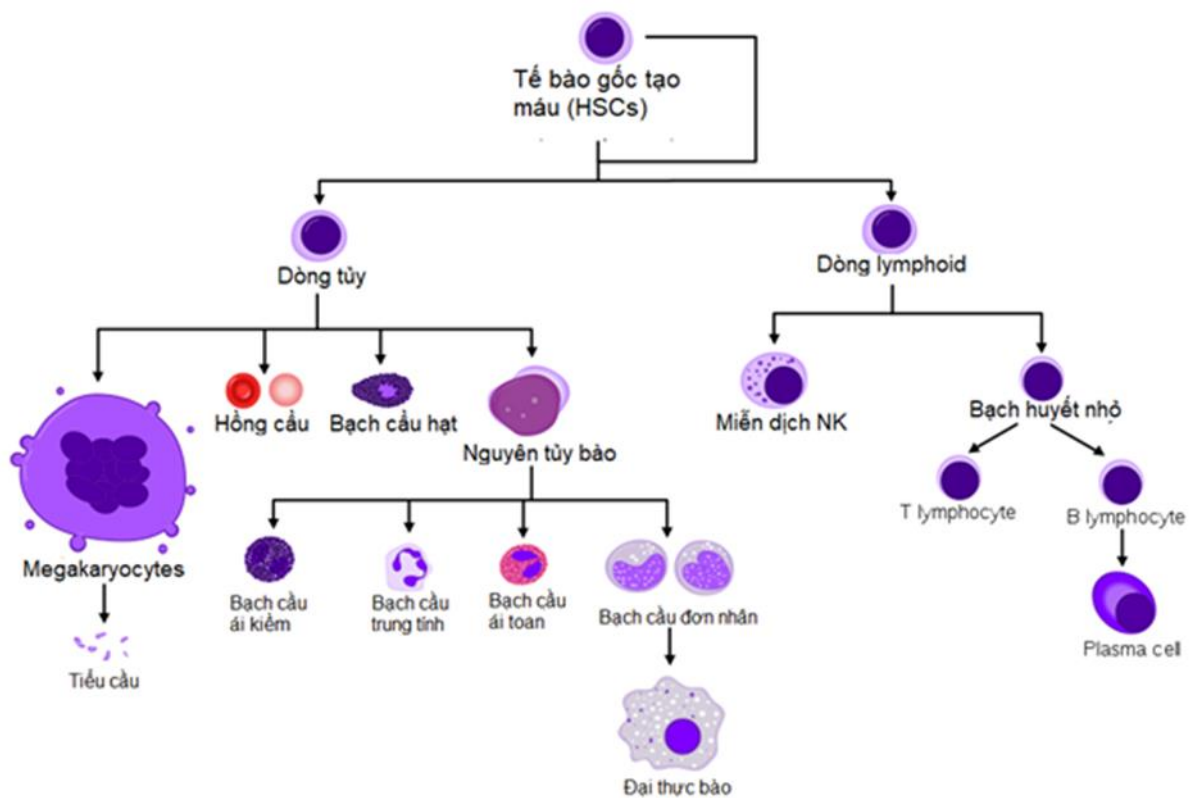 Tế bào gốc tạo
máu (HSCs)
Dòng tủy
Dòng lymphoid
Hồng cầu
Bạch cầu hạt
Nguyên tủy bào
Miễn dịch NK
Bạch huyết nhỏ
T lymphocyte
B lymphocyte
Megakaryocytes
Bạch cầu
ái kiềm
Bạch cầu
trung tính
Bạch cầu
ái toan
Bạch cầu đơn nhân
Plasma cell
Tiểu cầu
Đại thực bào